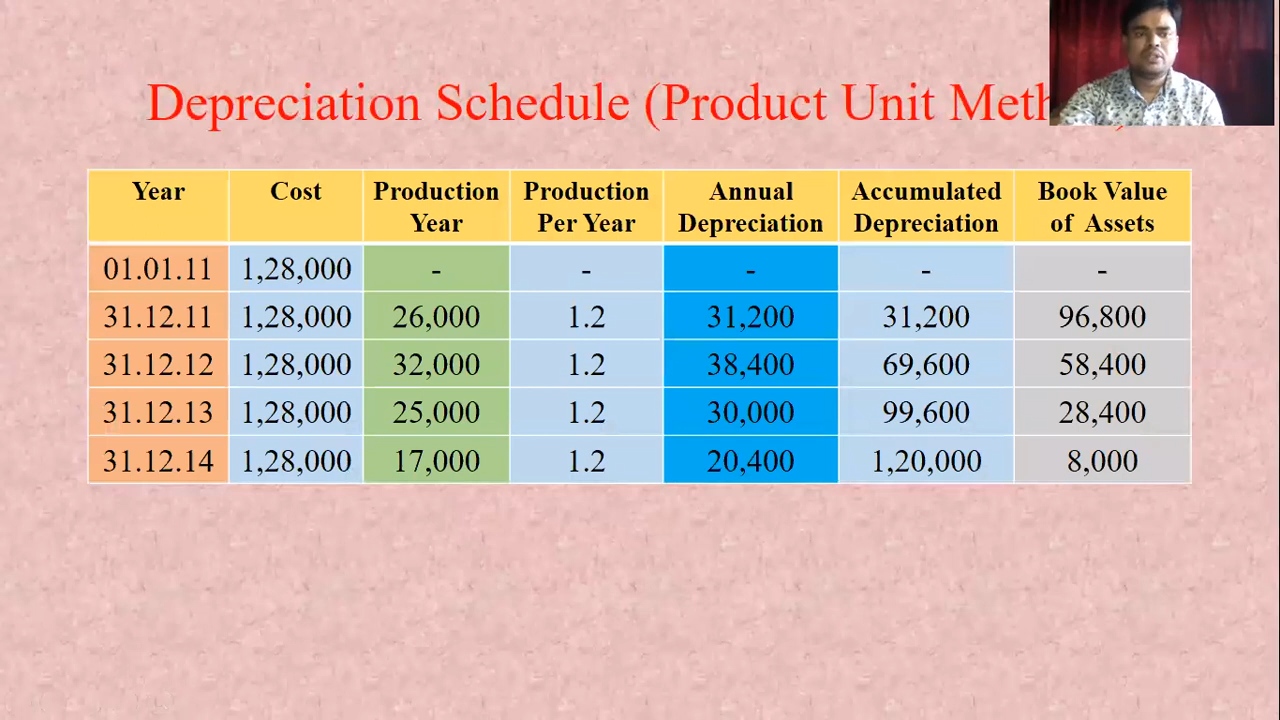 Depreciation Schedule (Product Unit
Year Cost Production Year Production Per Year Annual Depreciation Accumulated Depreciation Book Value of Assets
01.01.11 1,28,000 - - - - -
31.12.11 1,28,000 26,000 1.2 31,200 31,200 96,800
31.12.12 1,28,000 32,000 1.2 38,400 69,600 58,400
31.12.13 1,28,000 25,000 1.2 30,000 99,600 28,400
31.12.14 1,28,000 17,000 1.2 20,400 1,20,000 8,000